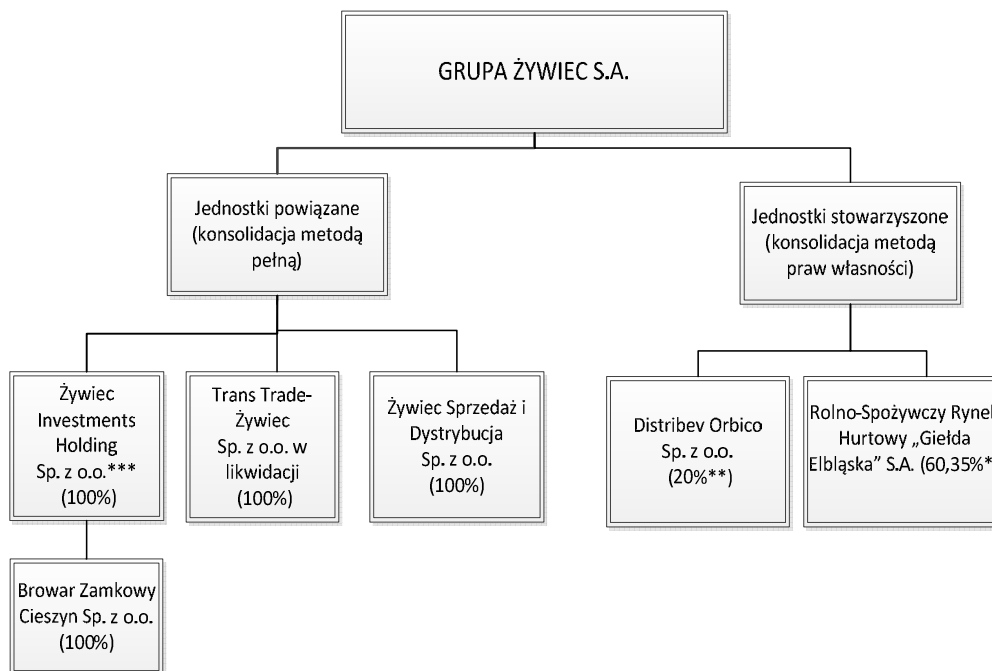 GRUPA ŻYWIEC S.A.
Jednostki powiązane
(konsolidacja metodą
pełną)
Jednostki stowarzyszone
(konsolidacja metodą
praw własności)
Żywiec
Investments
Holding
Sp. z o.o.***
(100%)
Trans Trade-
Żywiec
Sp. z o.o. w
likwidacji
(100%)
Żywiec Sprzedaż i
Dystrybucja
Sp. z o.o.
(100%)
Distribev Orbico
Sp. z o.o.
(20%**)
Rolno-Spożywczy Rynek
Hurtowy „Giełda
Elbląska” S.A. (60,35%*
Browar Zamkowy
Cieszyn Sp. z o.o.
(100%)